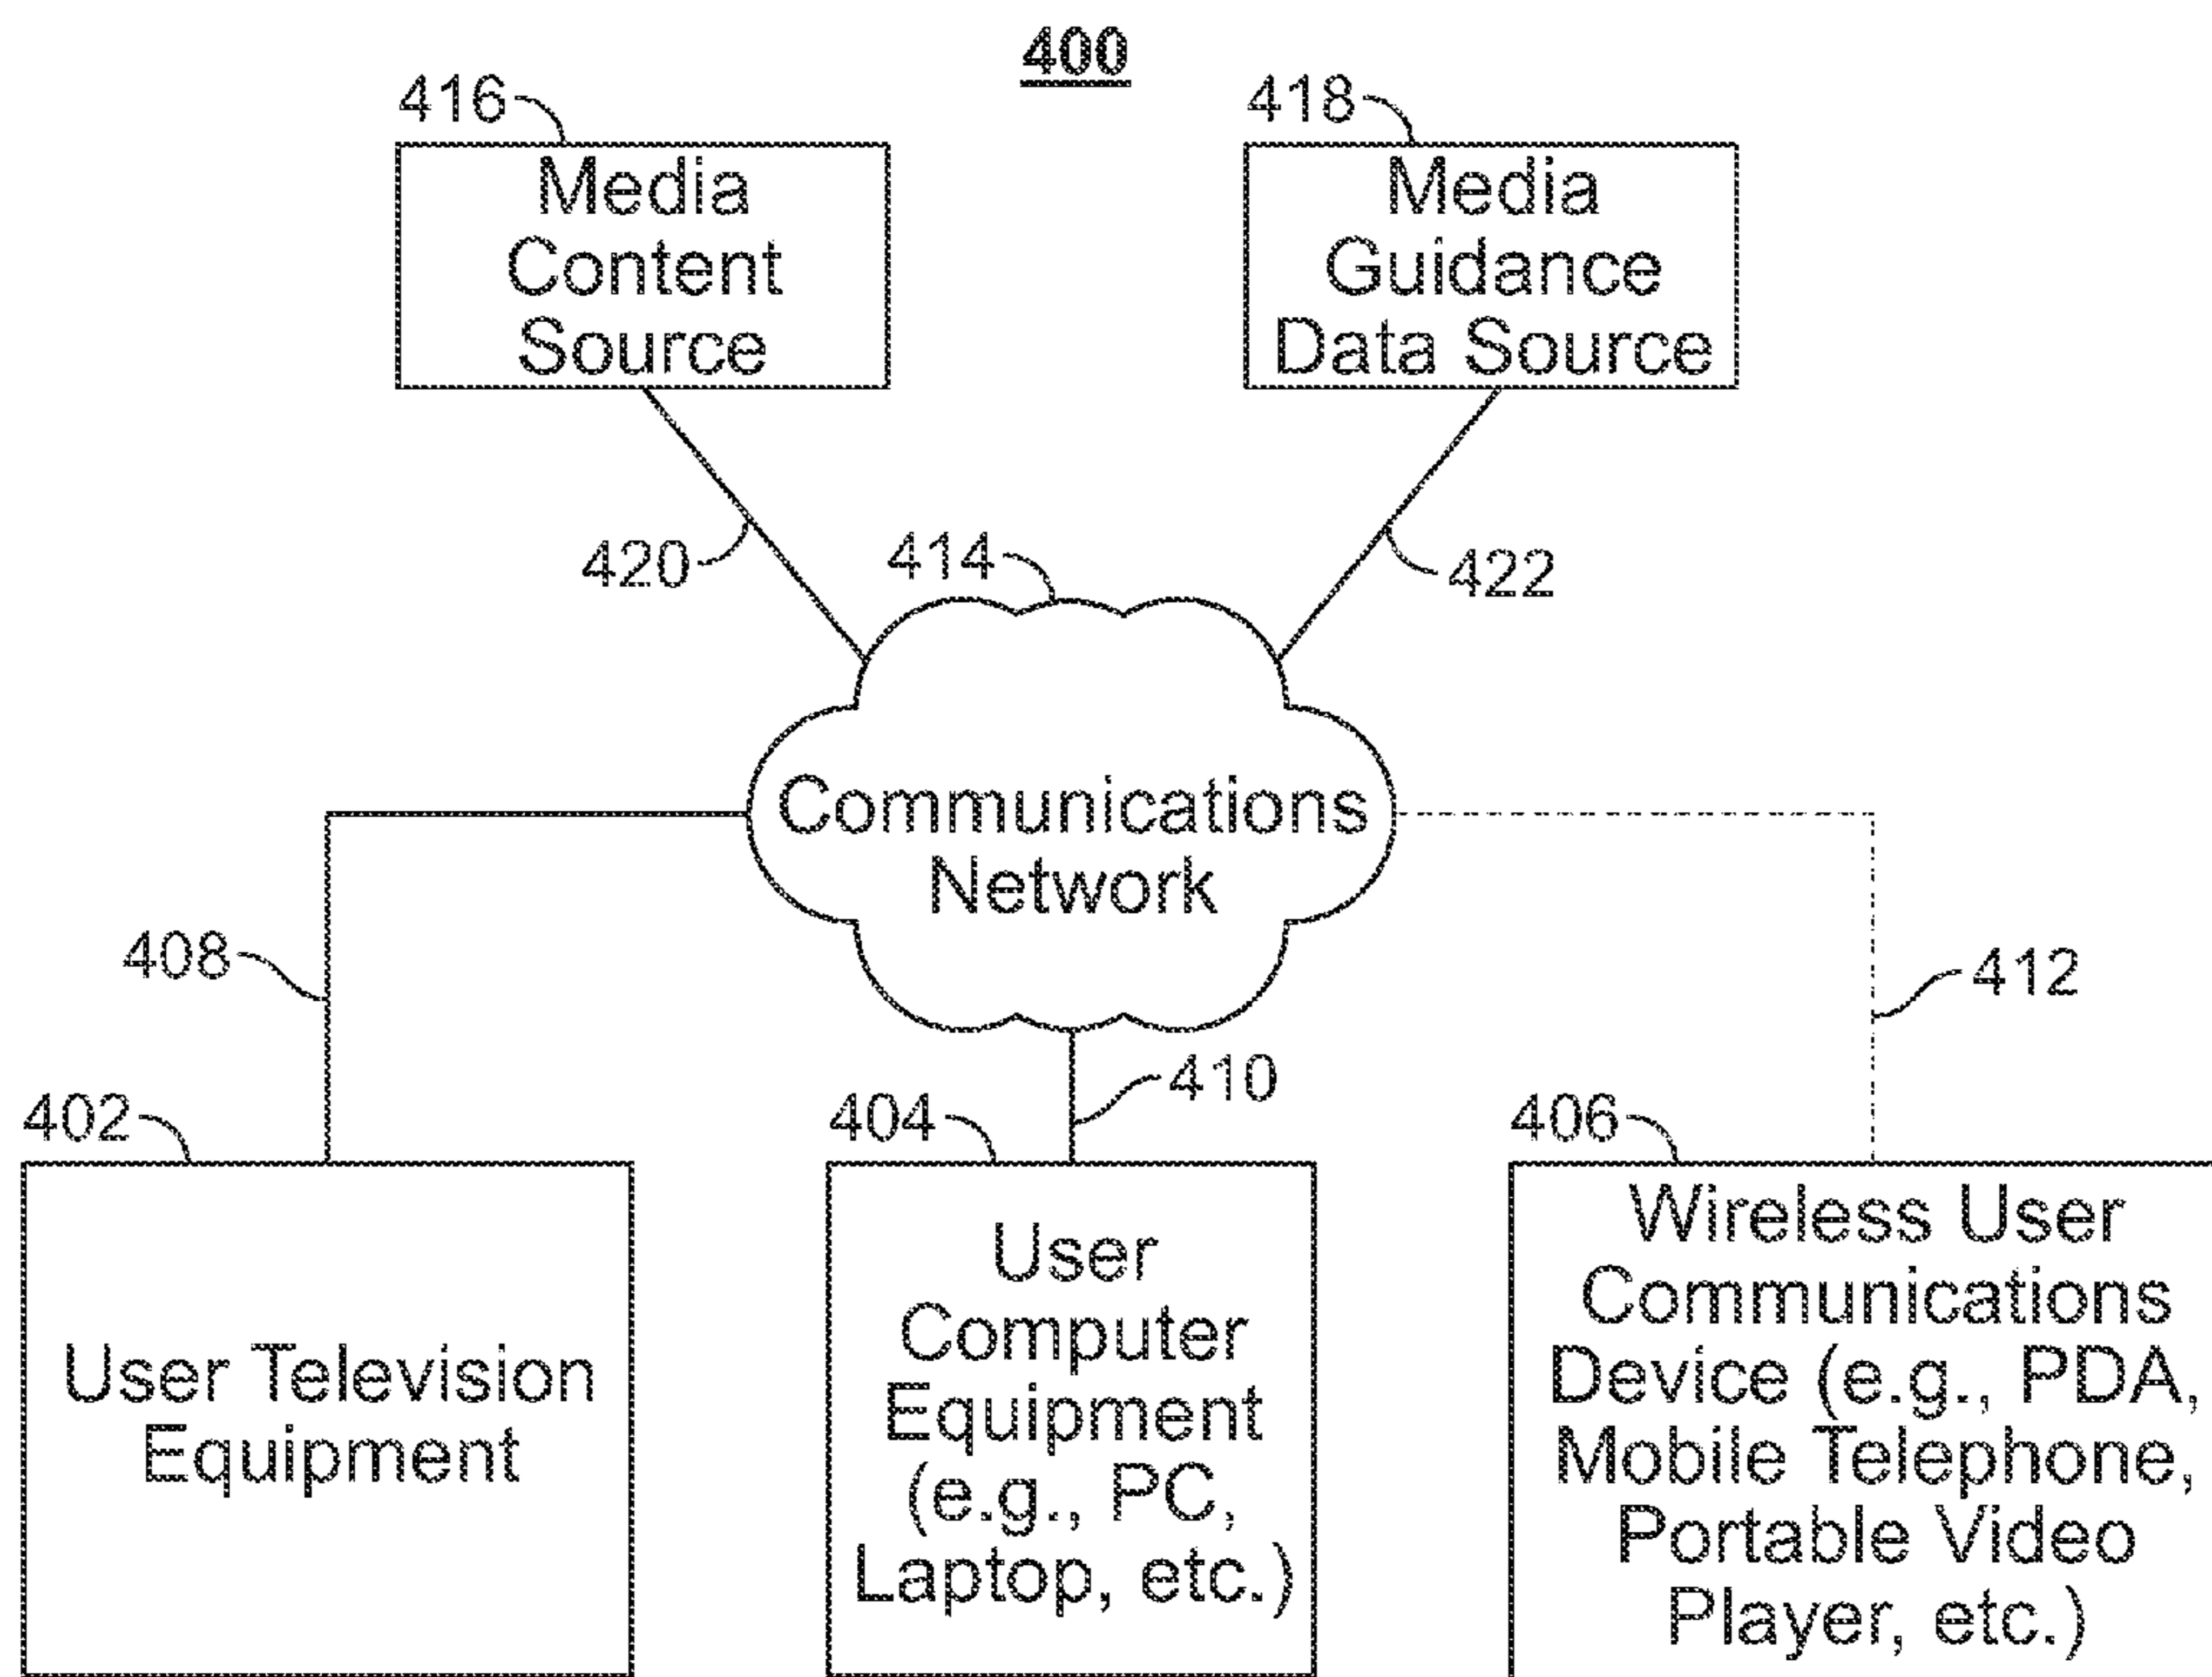 400
416
418
Media
Content
Source
Media
Guidance
Data Source
420
414
422
Communications
Network
408
412
410
402
404
406
User Television
Equipment
User
Computer
Equipment
(e.g., PC,
Laptop, etc.)
Wireless User
Communications
Device (e.g., PDA,
Mobile Telephone,
Portable Video
Player, etc.)